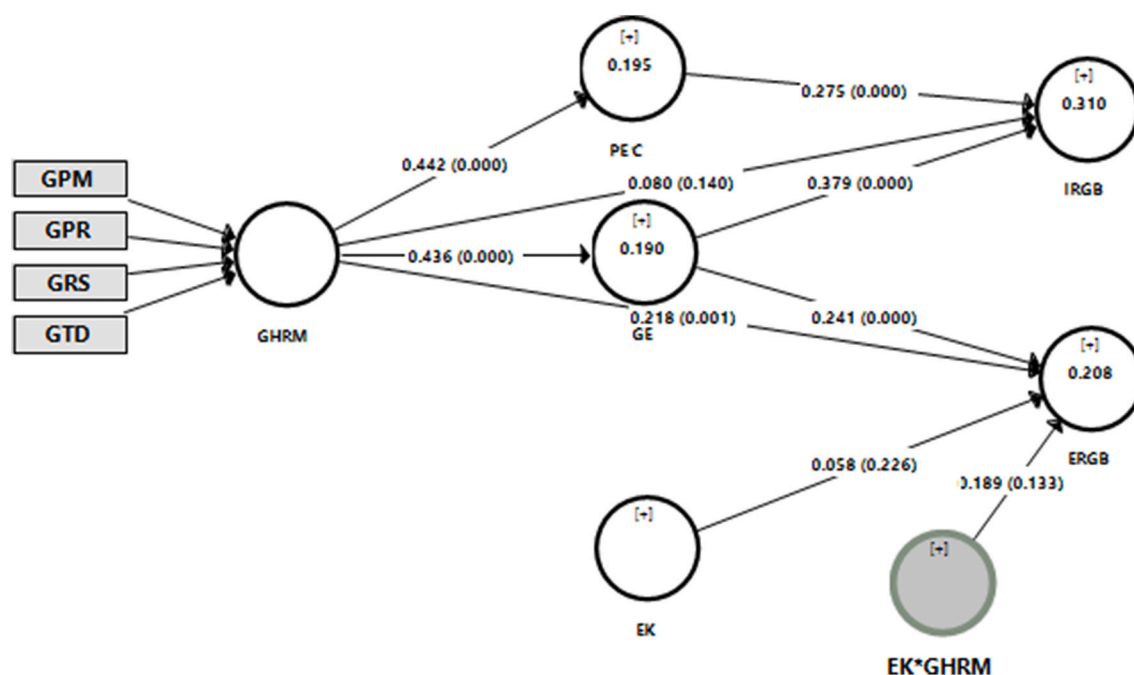 [+]
0.195
PEC
[+]
0.310
IRGB
0.275 (0.000)
0.442 (0.000)
0.080 (0.140)
0.379 (0.000)
GPM
GPR
GRS
GTD
GHRM
0.436 (0.000)
[+]
0.190
GE
0.218 (0.001)
0.241 (0.000)
[+]
0.208
ERGB
0.058 (0.226)
0.189 (0.133)
[+]
EK
[+]
EK*GHRM